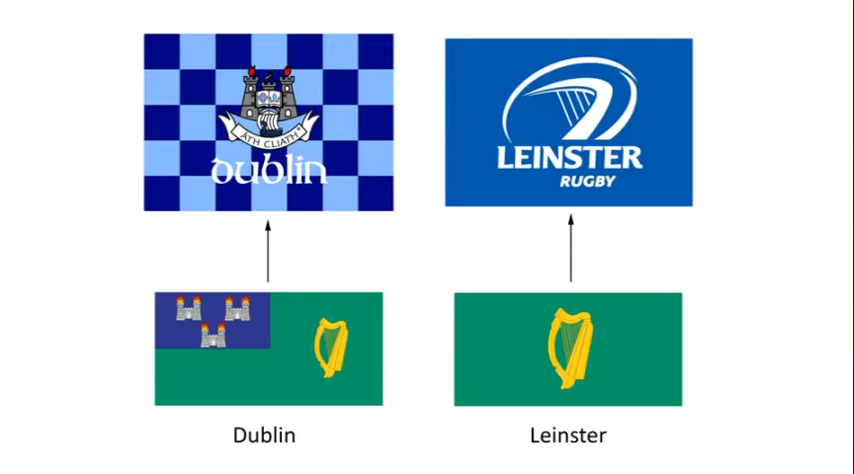 ÁTH CLIATH
Dublin
LEINSTER
RUGBY
Dublin
Leinster